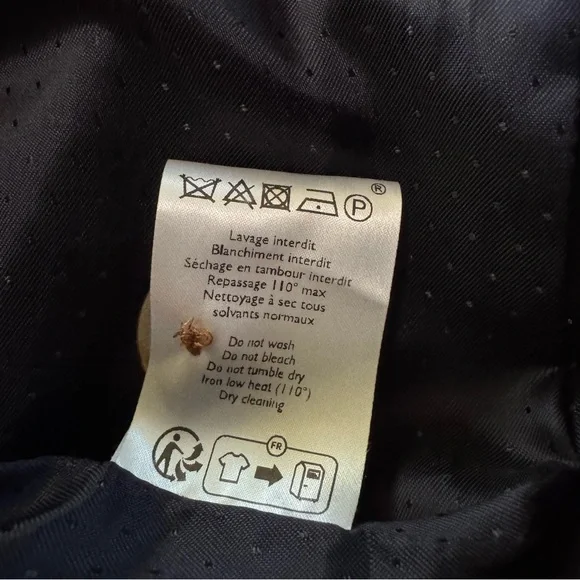 ®
P
Lavage interdit
Blanchiment interdit
Séchage en tambour interdit
Repassage 110° max
Nettoyage à sec tous
solvants normaux
Do not wash
Do not bleach
Do not tumble dry
Iron low heat (110°)
Dry cleaning
FR